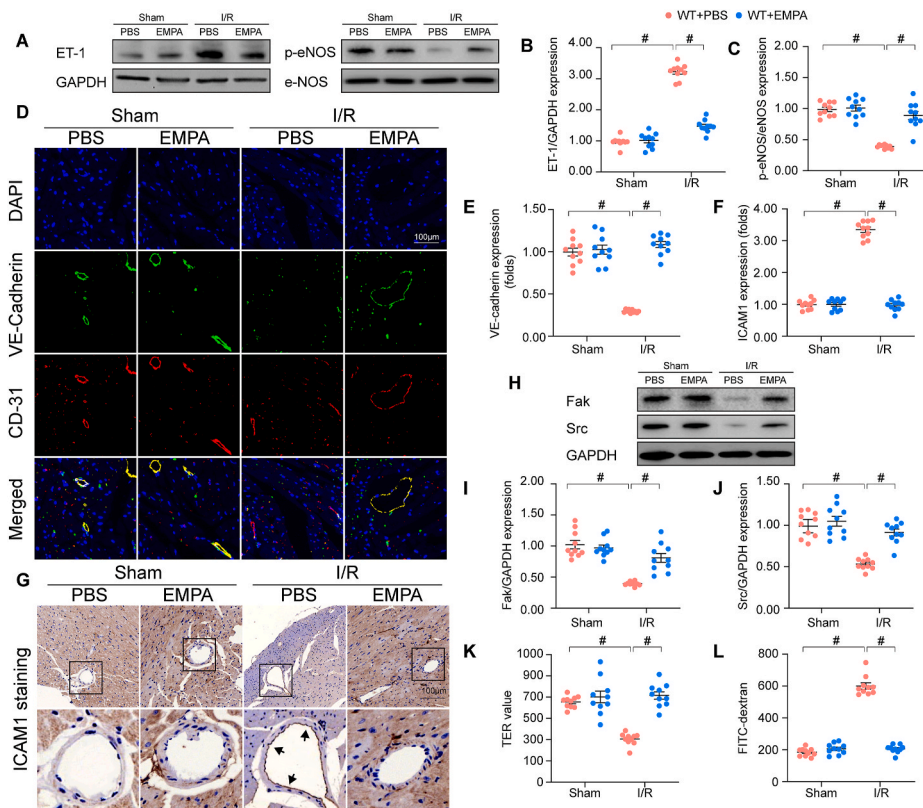 WT+PBS WT+EMPA
A
Sham I/R
PBS EMPA PBS EMPA
ET-1
GAPDH
Sham I/R
PBS EMPA PBS EMPA
p-eNOS
e-NOS
B
ET-1/GAPDH expression
4.00
3.00
2.00
1.00
0.00
# #
Sham I/R
C
p-eNOS/eNOS expression
2.00
1.50
1.00
0.50
0.00
# #
Sham I/R
D
Sham I/R
PBS EMPA PBS EMPA
DAPI
100μm
VE-Cadherin
CD-31
Merged
E
VE-cadherin expression
(folds)
1.50
1.00
0.50
0.00
# #
Sham I/R
F
ICAM1 expression (folds)
4.00
3.00
2.00
1.00
0.00
# #
Sham I/R
G
Sham I/R
PBS EMPA PBS EMPA
ICAM1 staining
100μm
H
Sham I/R
PBS EMPA PBS EMPA
Fak
Src
GAPDH
I
Fak/GAPDH expression
2.00
1.50
1.00
0.50
0.00
# #
Sham I/R
J
Src/GAPDH expression
1.50
1.00
0.50
0.00
# #
Sham I/R
K
TER value
1000
900
700
500
300
100
0
# #
Sham I/R
L
FITC-dextran
800
600
400
200
0
# #
Sham I/R